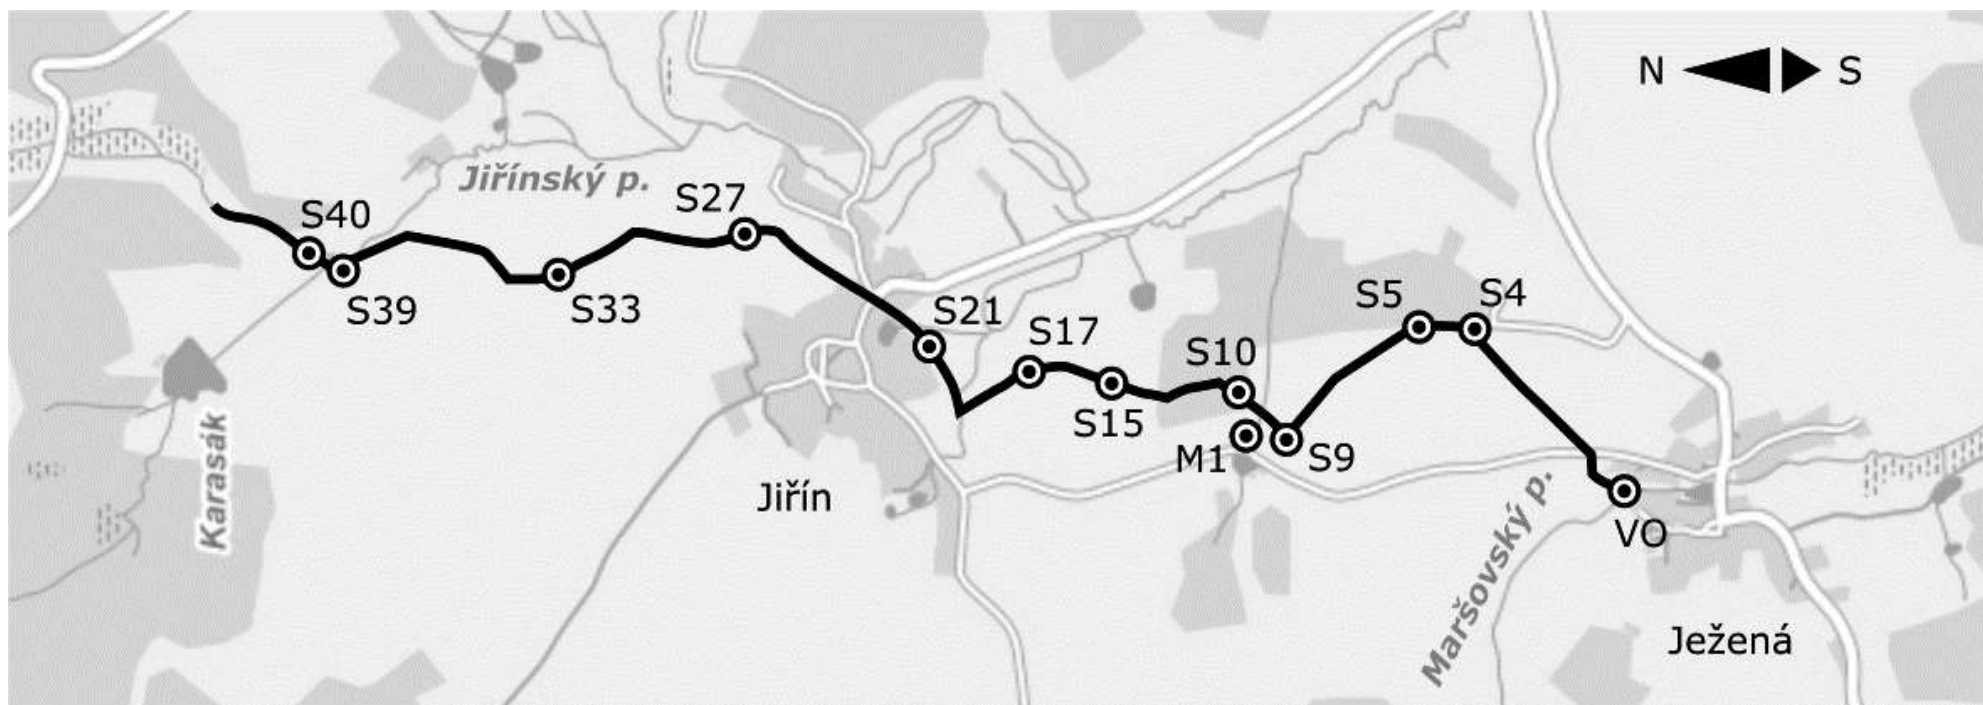 N S
Jiřínský p.
S27
S40
S39
S33
S21
S17
S15
S10
M1
S9
S5
S4
VO
Karasák
Jiřín
Maršovský p.
Ježená